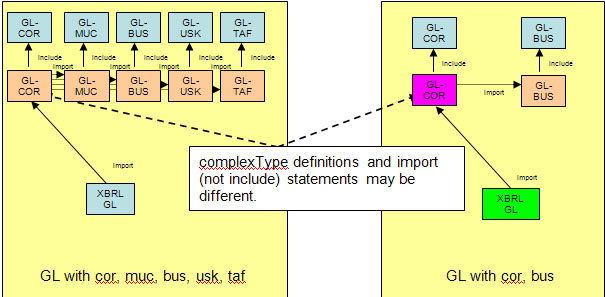 GL-
COR
GL-
MUC
GL-
BUS
GL-
USK
GL-
TAF
Include
Include
Include
Include
Include
Import
Import
Import
Import
GL-
COR
GL-
MUC
GL-
BUS
GL-
USK
GL-
TAF
Import
XBRL
GL
GL with cor, muc, bus, usk, taf
complexType definitions and import
(not include) statements may be
different.
GL-
COR
GL-
BUS
Include
Include
GL-
COR
Import
GL-
BUS
Import
XBRL
GL
GL with cor, bus